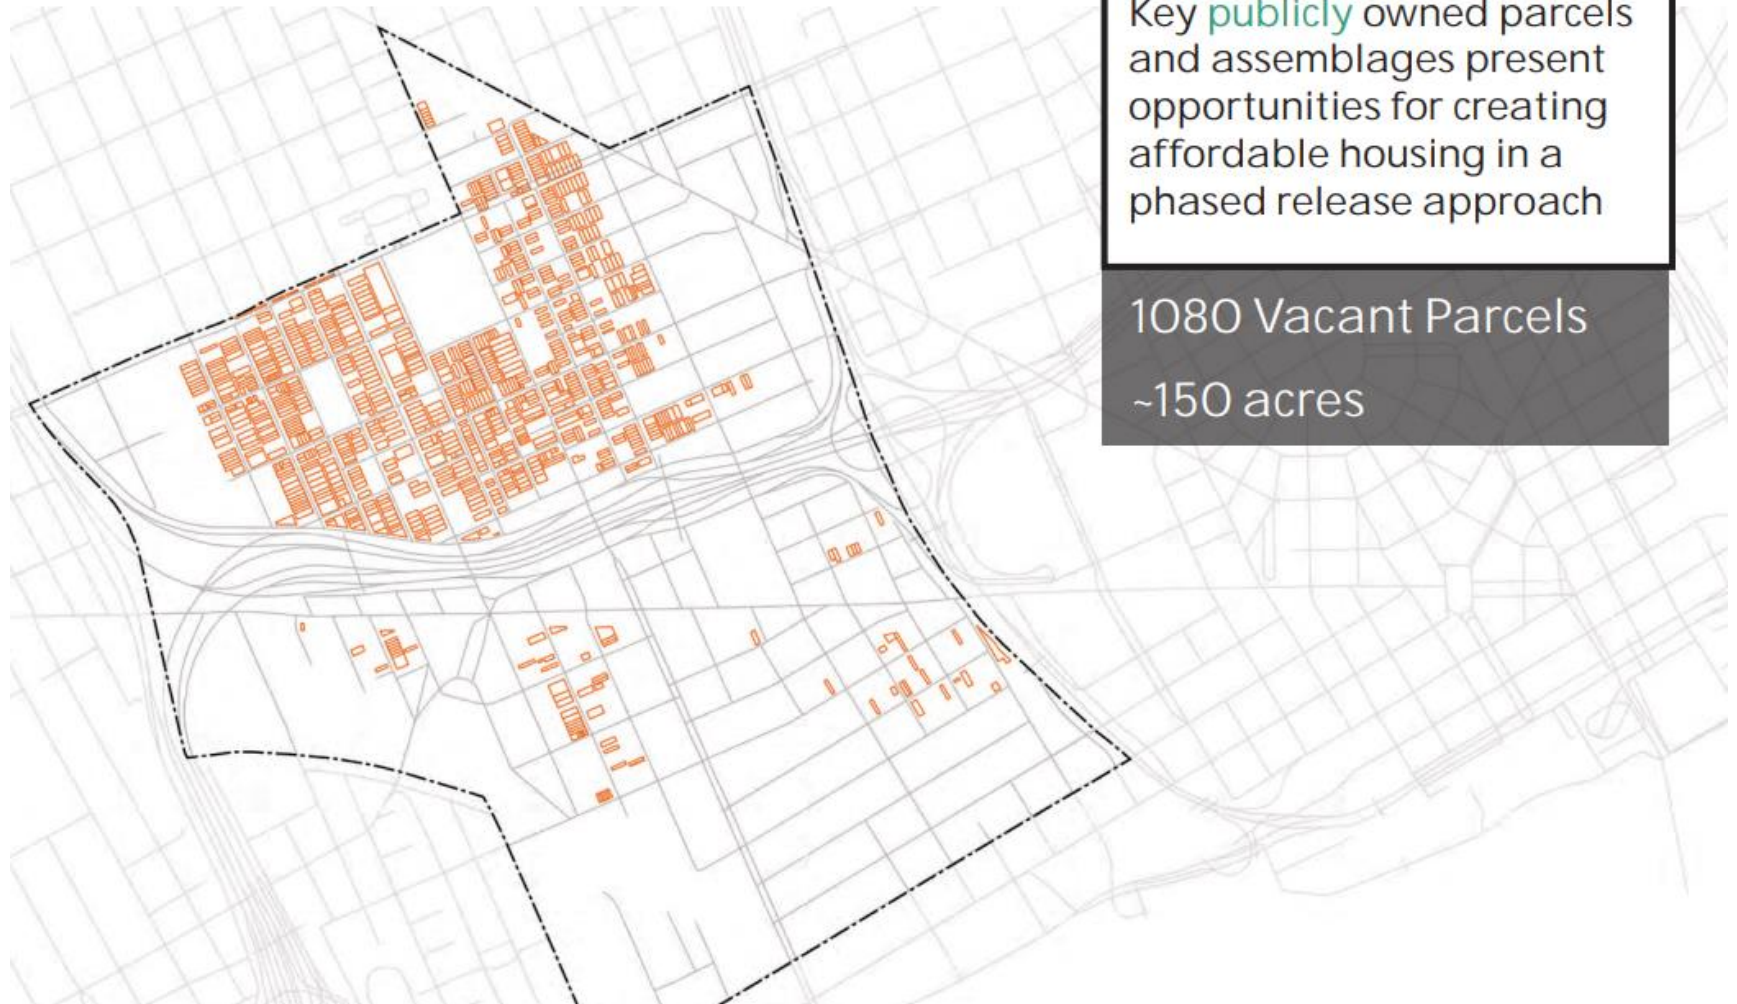 Key publicly owned parcels
and assemblages present
opportunities for creating
affordable housing in a
phased release approach
1080 Vacant Parcels
~150 acres